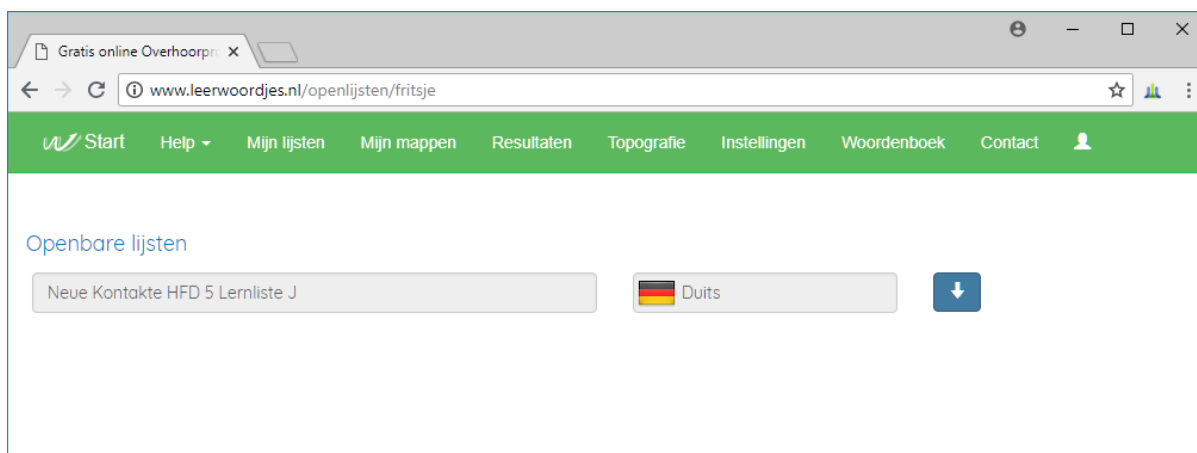 Gratis online Overhoorpr
www.leerwoordjes.nl/openlijsten/fritsje
Start Help Mijn lijsten Mijn mappen Resultaten Topografie Instellingen Woordenboek Contact
Openbare lijsten
Neue Kontakte HFD 5 Lernliste J Duits